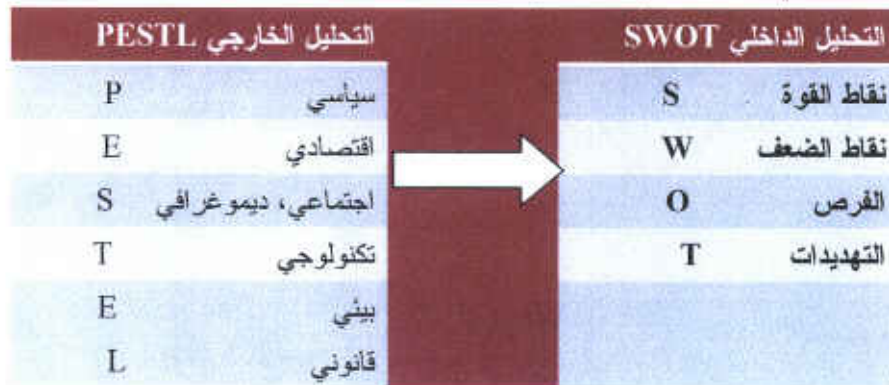 التحليل الداخلي SWOT التحليل الخارجي PESTL
نقاط القوة S سياسي P
نقاط الضعف W اقتصادي E
الفرص O اجتماعي، ديموغرافي S
التهديدات T تكنولوجي T
بيئي E
قانوني L